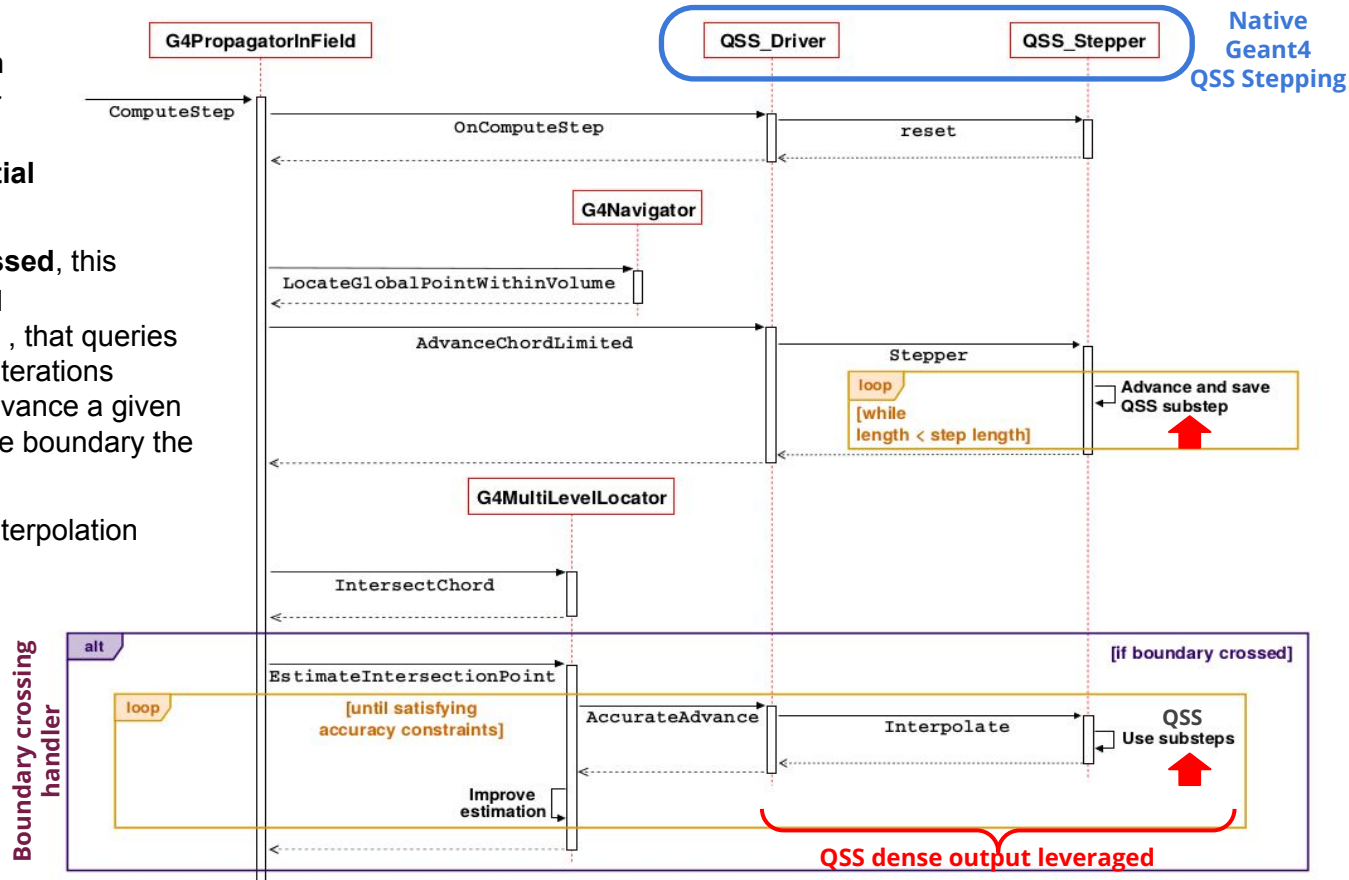 G4PropagatorInField
QSS_Driver
QSS_Stepper
Native
Geant4
QSS Stepping
ComputeStep
OnComputeStep
reset
tial
G4Navigator
ssed, this
LocateGlobalPointWithinVolume
, that queries
terations
dvance a given
e boundary the
AdvanceChordLimited
Stepper
loop
[while
length < step length]
Advance and save
QSS substep
G4MultiLevelLocator
terpolation
IntersectChord
Boundary crossing
handler
alt
[if boundary crossed]
EstimateIntersectionPoint
loop
[until satisfying
accuracy constraints]
AccurateAdvance
Interpolate
QSS
Use substeps
Improve
estimation
QSS dense output leveraged